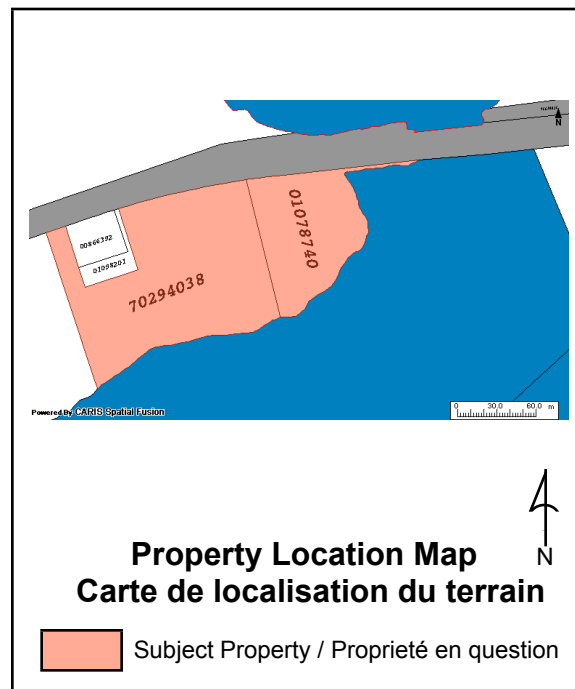 N
01078740
00866392
01098201
70294038
Powered By CARIS Spatial Fusion
0 30.0 60.0 m
N
Property Location Map
Carte de localisation du terrain
Subject Property / Proprieté en question